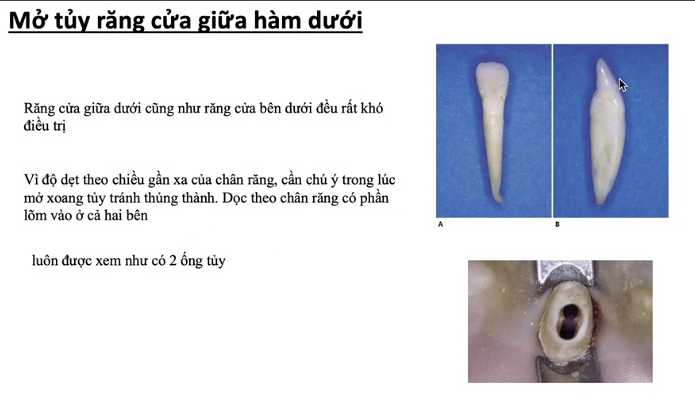 Mở tủy răng cửa giữa hàm dưới
Răng cửa giữa dưới cũng như răng cửa bên dưới đều rất khó
điều trị
Vì độ dẹt theo chiều gần xa của chân răng, cần chú ý trong lúc
mở xoang tủy tránh thủng thành. Dọc theo chân răng có phần
lõm vào ở cả hai bên
luôn được xem như có 2 ống tủy
A
B